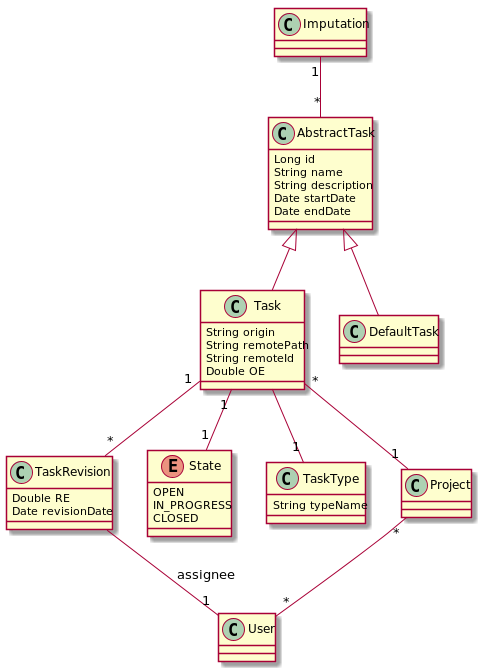 C Imputation
1
*
C AbstractTask
Long id
String name
String description
Date startDate
Date endDate
C Task
String origin
String remotePath
String remoteId
Double OE
C DefaultTask
1
1
*
*
1
1
1
C TaskRevision
Double RE
Date revisionDate
E State
OPEN
IN_PROGRESS
CLOSED
C TaskType
String typeName
C Project
*
assignee
1
*
C User